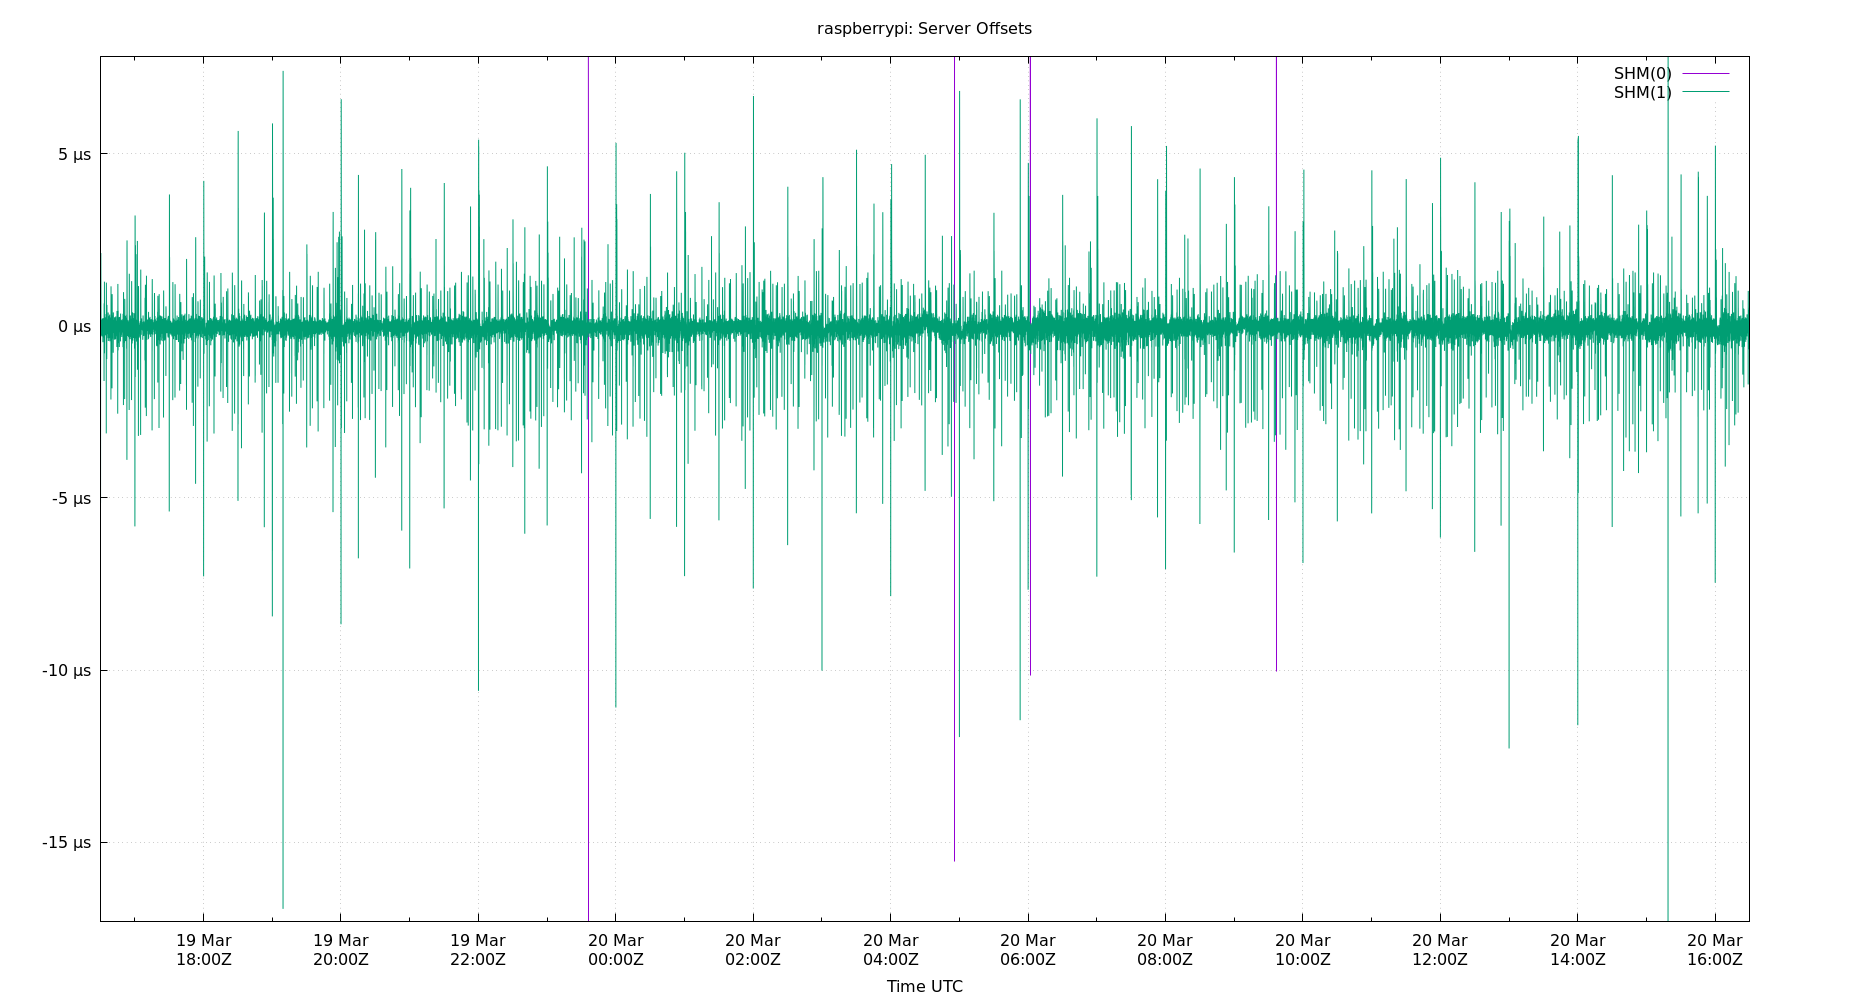 raspberrypi: Server Offsets
SHM(0)
SHM(1)
5 µs
0 µs
-5 µs
-10 µs
-15 µs
19 Mar 19 Mar 19 Mar 20 Mar 20 Mar 20 Mar 20 Mar 20 Mar 20 Mar 20 Mar 20 Mar 20 Mar
18:00Z 20:00Z 22:00Z 00:00Z 02:00Z 04:00Z 06:00Z 08:00Z 10:00Z 12:00Z 14:00Z 16:00Z
Time UTC